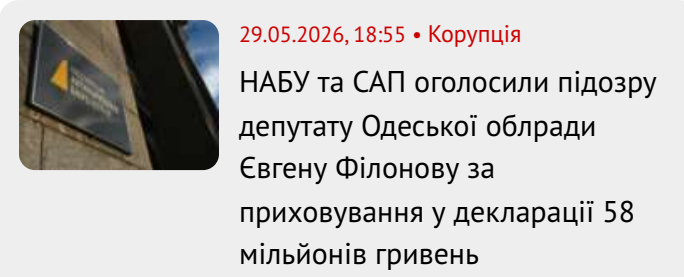 29.05.2026, 18:55 • Корупція
НАБУ та САП оголосили підозру
депутату Одеської облради
Євгену Філонову за
приховування у декларації 58
мільйонів гривень